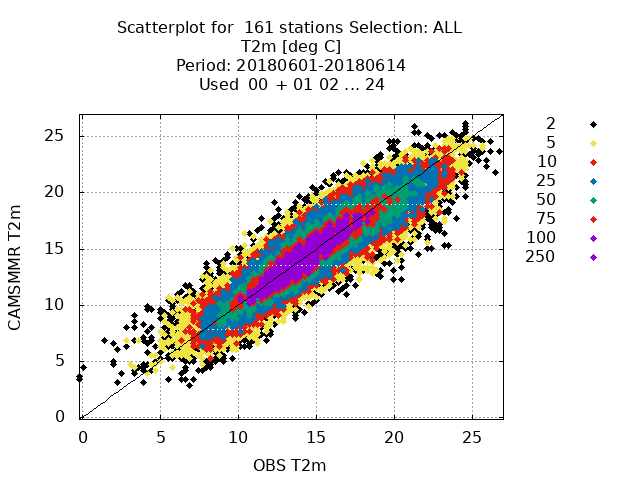 Scatterplot for  161 stations Selection: ALL
T2m [deg C]
Period: 20180601-20180614
Used  00 + 01 02 ... 24
2
5
10
25
50
75
100
250
25
20
15
10
5
0
CAMSMMR T2m
0 5 10 15 20 25
OBS T2m